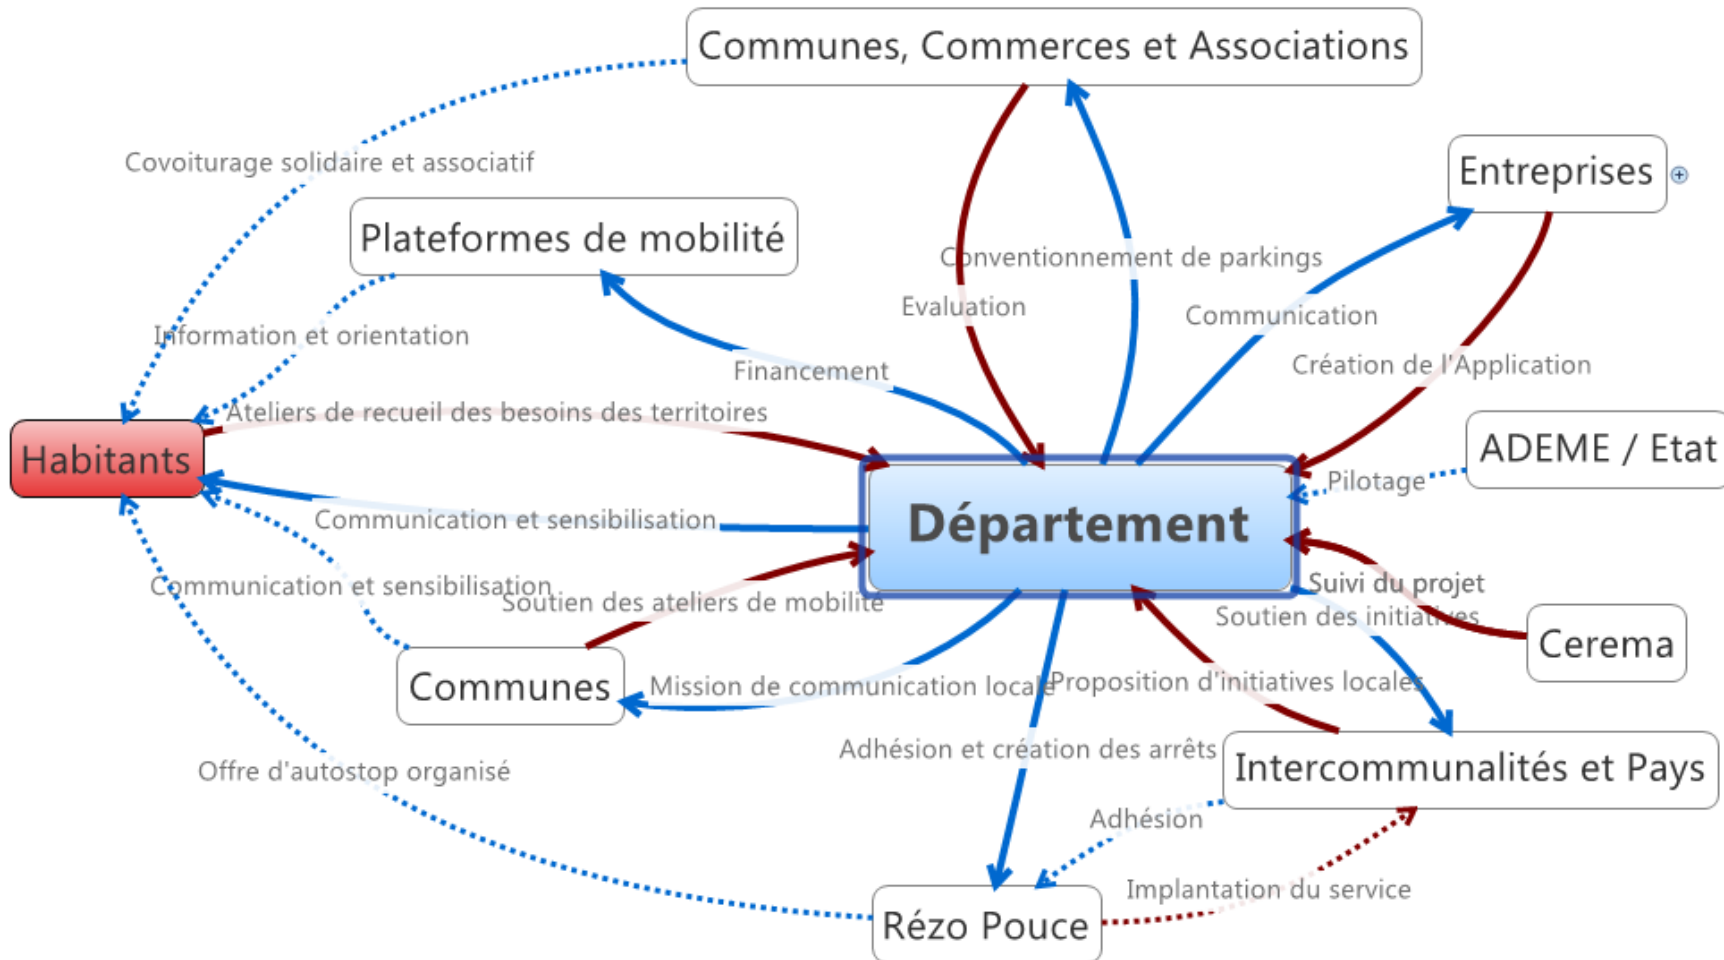 Communes, Commerces et Associations
Covoiturage solidaire et associatif
Entreprises
Plateformes de mobilité
Conventionnement de parkings
Evaluation
Communication
Information et orientation
Financement
Création de l'Application
Ateliers de recueil des besoins des territoires
Habitants
ADEME / Etat
Pilotage
Communication et sensibilisation
Département
Communication et sensibilisation
Soutien des ateliers de mobilité
Suivi du projet
Soutien des initiatives
Cerema
Communes
Mission de communication locale
Proposition d'initiatives locales
Adhésion et création des arrêts
Offre d'autostop organisé
Intercommunalités et Pays
Adhésion
Implantation du service
Rézo Pouce